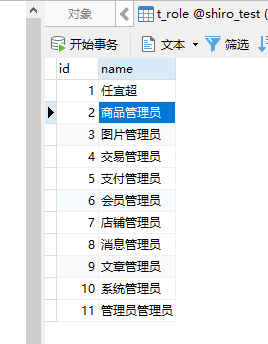 对象
t_role @shiro_test (
开始事务
文本
筛选
id name
1 任宜超
2 商品管理员
3 图片管理员
4 交易管理员
5 支付管理员
6 会员管理员
7 店铺管理员
8 消息管理员
9 文章管理员
10 系统管理员
11 管理员管理员